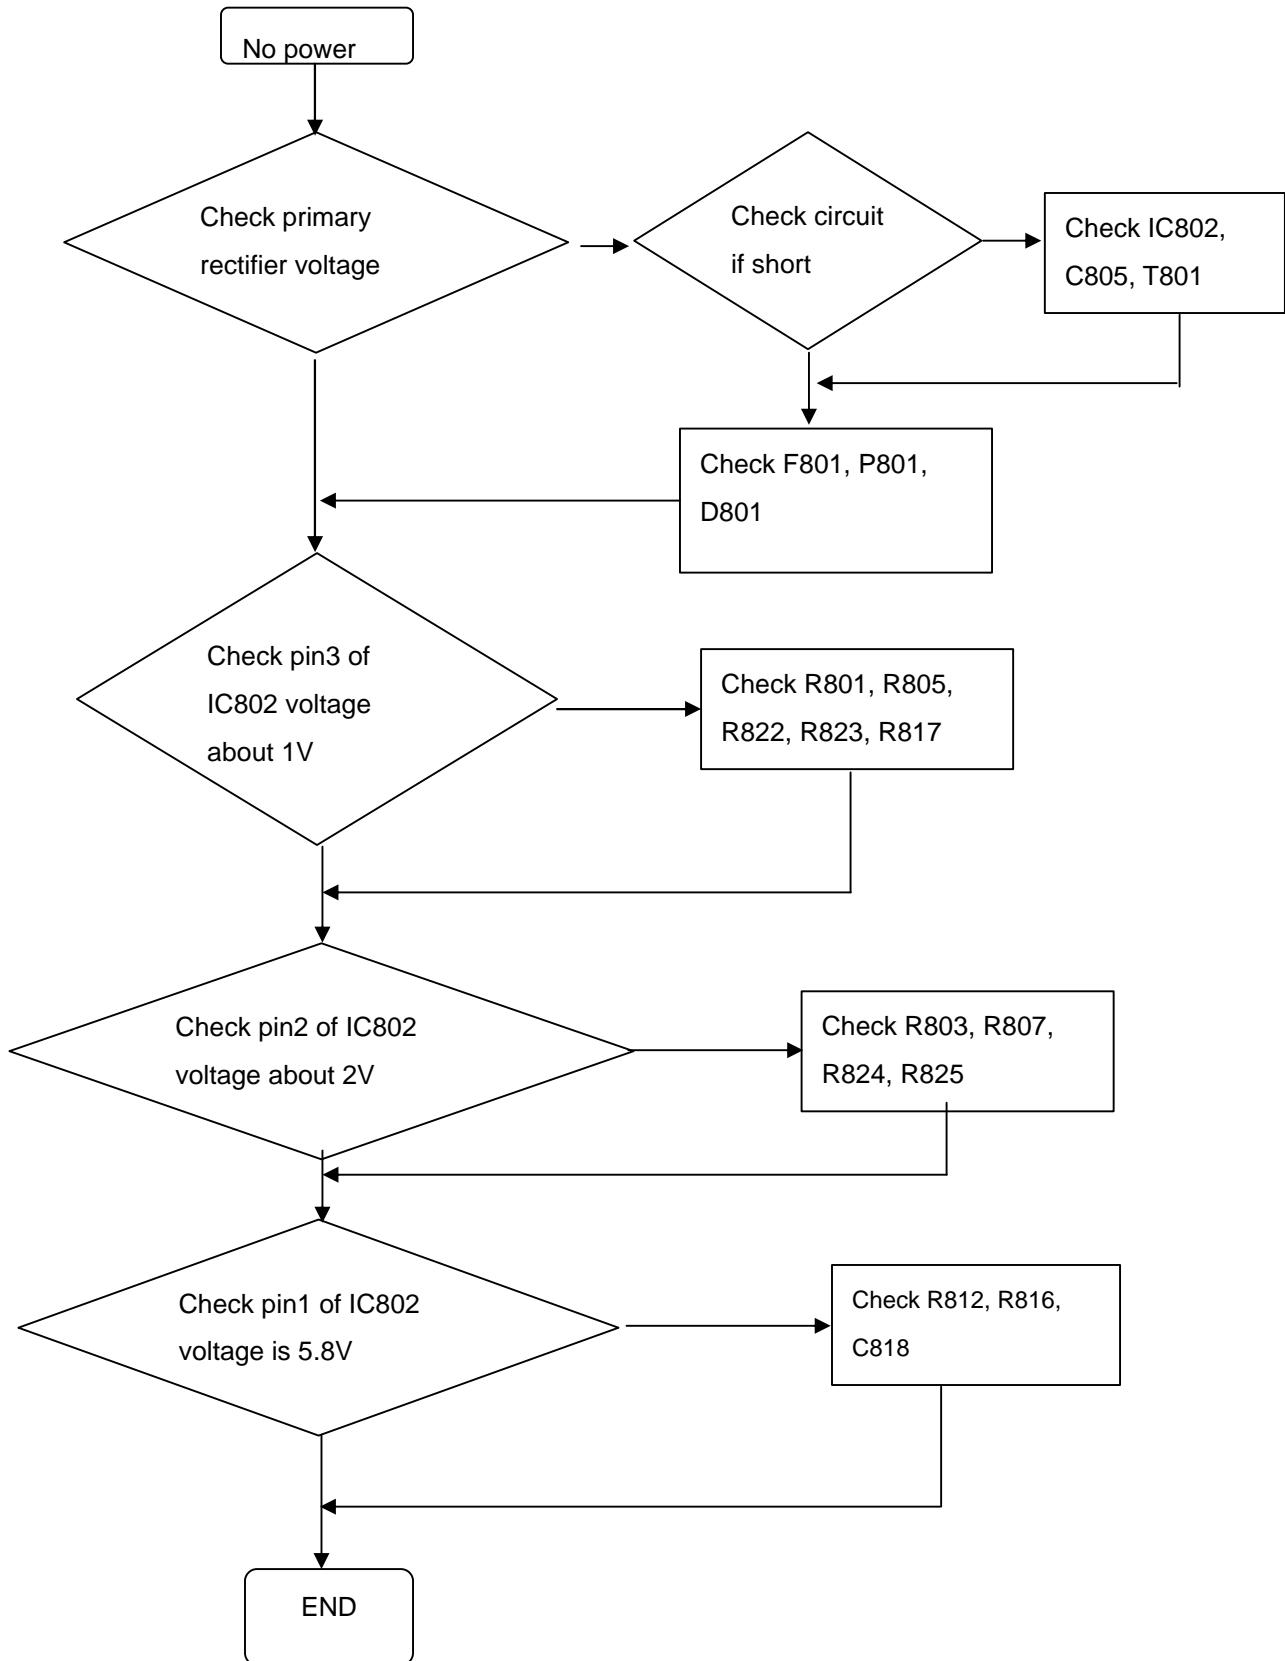 No power
Check primary
rectifier voltage
Check circuit
if short
Check IC802,
C805, T801
Check F801, P801,
D801
Check pin3 of
IC802 voltage
about 1V
Check R801, R805,
R822, R823, R817
Check pin2 of IC802
voltage about 2V
Check R803, R807,
R824, R825
Check pin1 of IC802
voltage is 5.8V
Check R812, R816,
C818
END